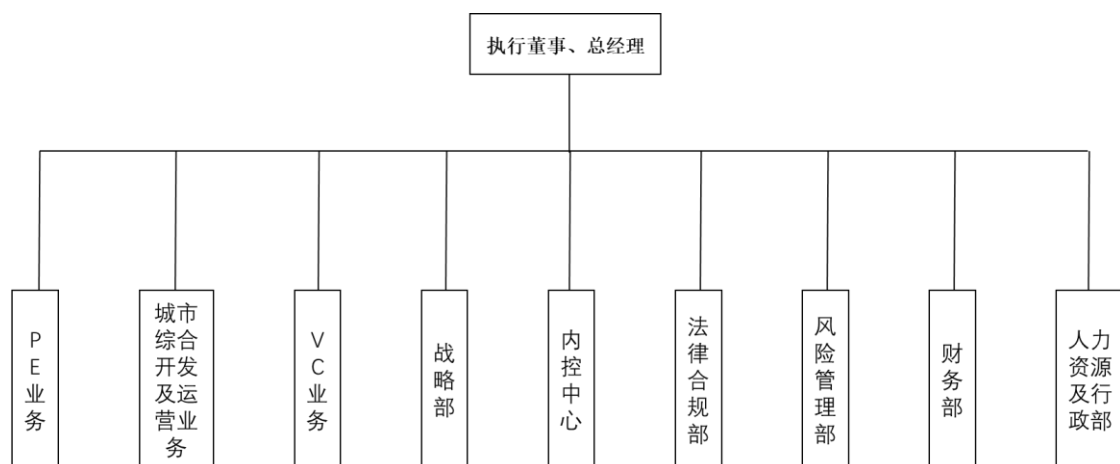 执行董事、总经理
PE业务
城市综合开发及运营业务
VC业务
战略部
内控中心
法律合规部
风险管理部
财务部
人力资源及行政部